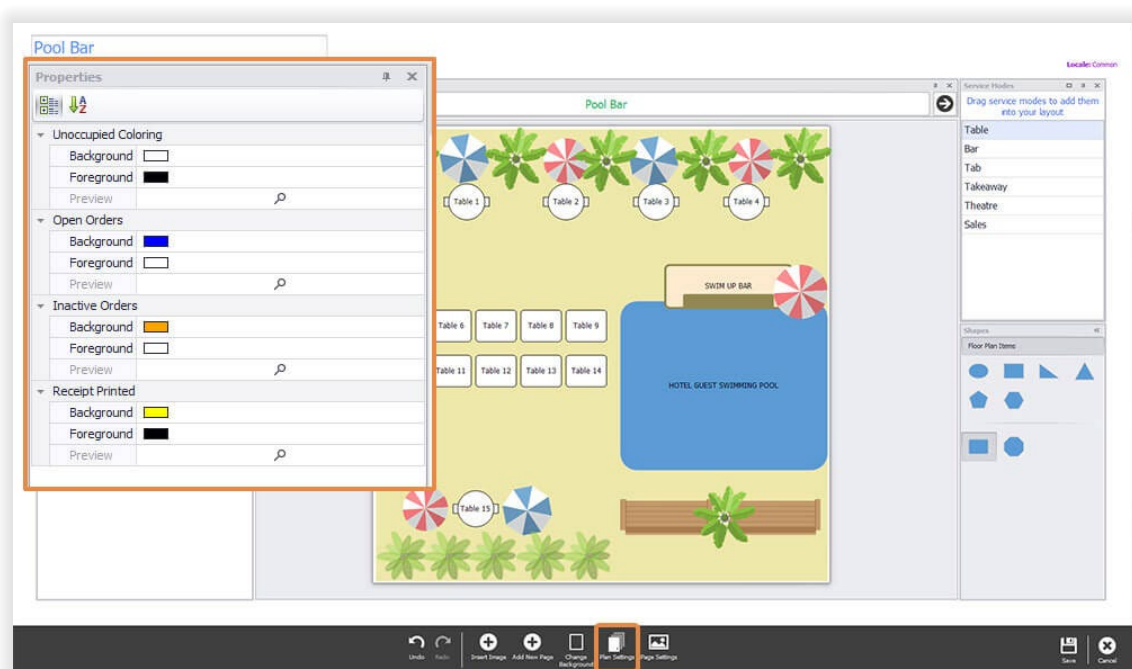 Pool Bar
Locale: Common
Properties
Unoccupied Coloring
Background
Foreground
Preview
Open Orders
Background
Foreground
Preview
Inactive Orders
Background
Foreground
Preview
Receipt Printed
Background
Foreground
Preview
Pool Bar
Table 1
Table 2
Table 3
Table 4
SWIM UP BAR
Table 6
Table 7
Table 8
Table 9
Table 11
Table 12
Table 13
Table 14
HOTEL GUEST SWIMMING POOL
Table 15
Service Modes
Drag service modes to add them
into your layout
Table
Bar
Tab
Takeaway
Theatre
Sales
Shapes
Floor Plan Items
Undo
Redo
Insert Image
Add New Page
Change
Background
Plan Settings
Page Settings
Save
Cancel